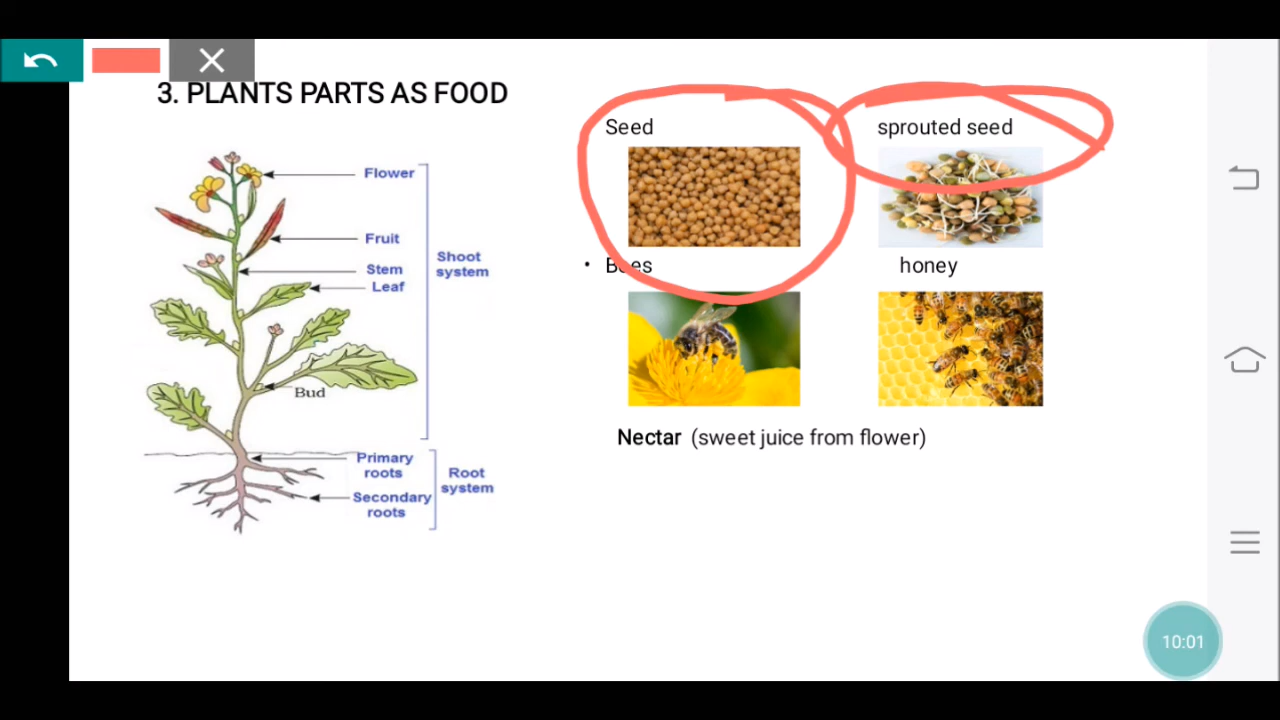 3. PLANTS PARTS AS FOOD
Flower
Fruit
Stem
Leaf
Shoot
system
Bud
Primary
roots
Root
system
Secondary
roots
Seed
sprouted seed
• Bees
honey
Nectar (sweet juice from flower)
10:01